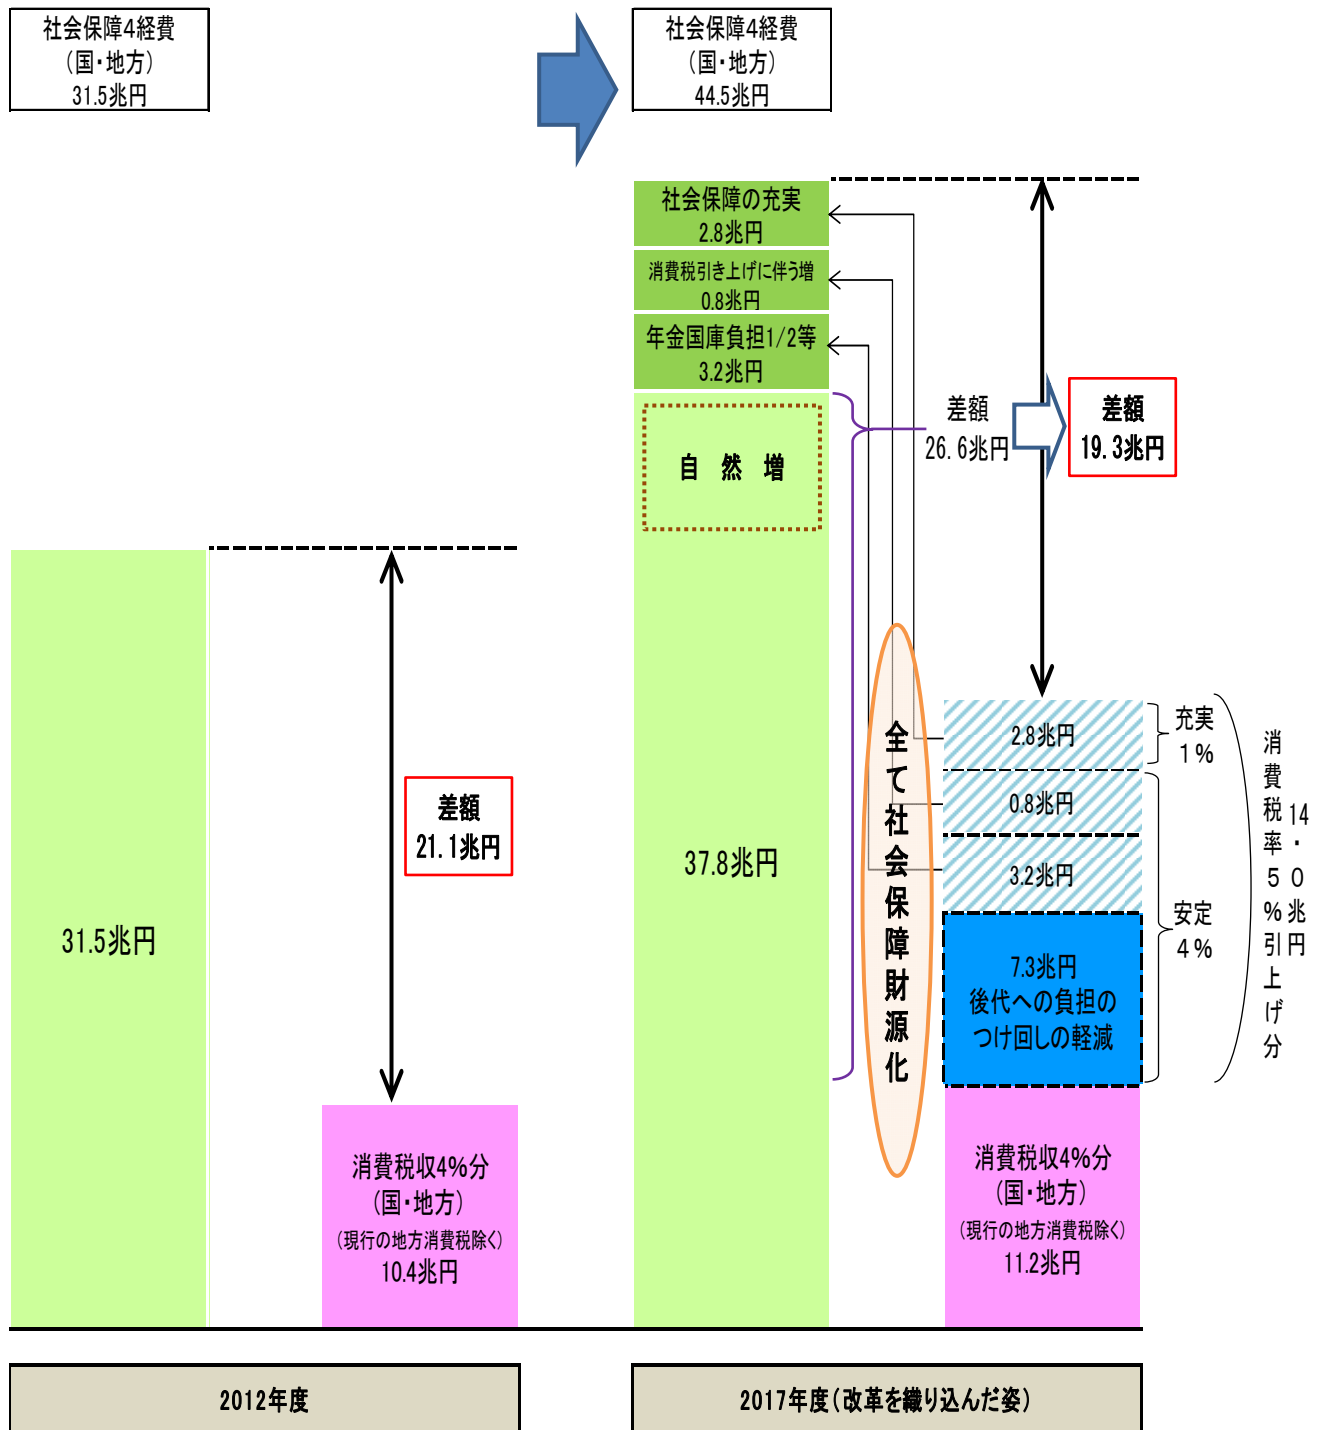 社会保障4経費
（国・地方）
31.5兆円
社会保障4経費
（国・地方）
44.5兆円
社会保障の充実
2.8兆円
消費税引き上げに伴う増
0.8兆円
年金国庫負担1/2等
3.2兆円
自然増
37.8兆円
差額
26.6兆円
差額
19.3兆円
31.5兆円
差額
21.1兆円
消費税収4%分
（国・地方）
（現行の地方消費税除く）
10.4兆円
全て社会保障財源化
2.8兆円
0.8兆円
3.2兆円
7.3兆円
後代への負担の
つけ回しの軽減
消費税収4%分
（国・地方）
（現行の地方消費税除く）
11.2兆円
充実
1%
安定
4%
消費税率5%引上げ分
14.0兆円
2012年度
2017年度（改革を織り込んだ姿）